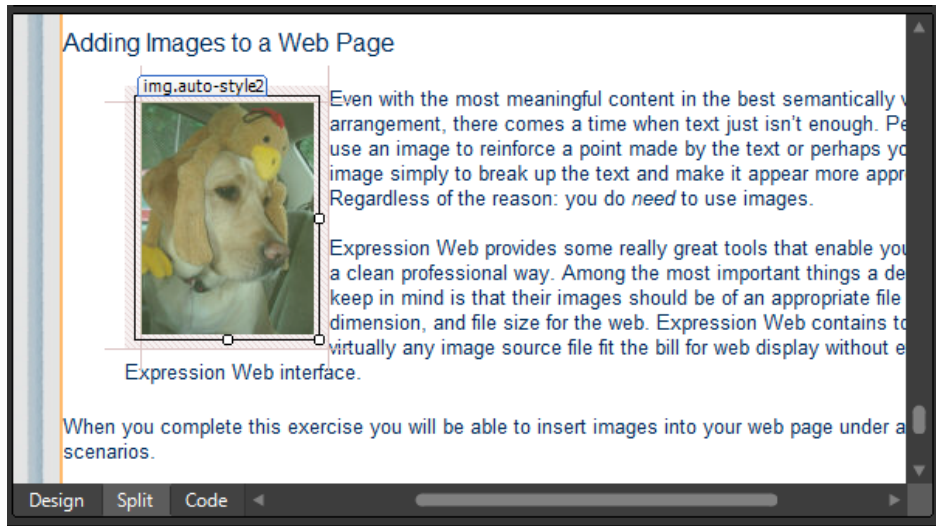 Adding Images to a Web Page
img.auto-style2
Even with the most meaningful content in the best semantically
arrangement, there comes a time when text just isn't enough.
use an image to reinforce a point made by the text or perhaps
image simply to break up the text and make it appear more
Regardless of the reason: you do need to use images.
Expression Web provides some really great tools that enable you
a clean professional way. Among the most important things a
keep in mind is that their images should be of an appropriate file
dimension, and file size for the web. Expression Web contains
virtually any image source file fit the bill for web display without
Expression Web interface.
When you complete this exercise you will be able to insert images into your web page under a
scenarios.
Design Split Code